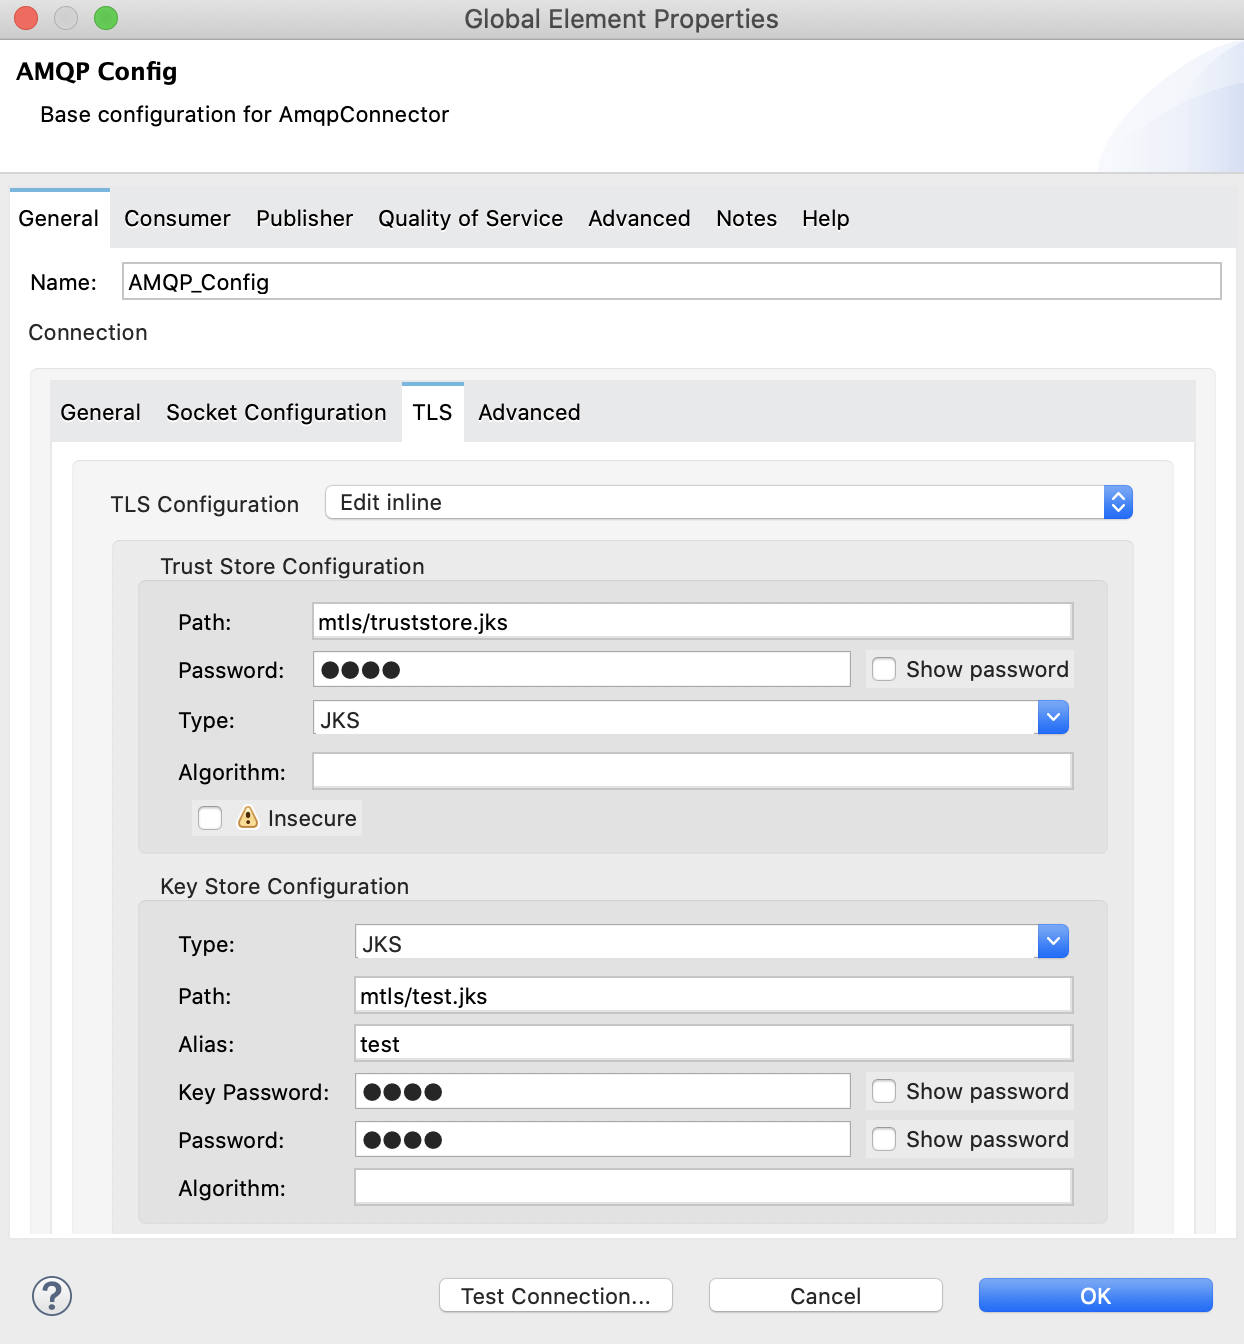 Global Element Properties
AMQP Config
Base configuration for AmqpConnector
General Consumer Publisher Quality of Service Advanced Notes Help
Name: AMQP_Config
Connection
General Socket Configuration TLS Advanced
TLS Configuration Edit inline
Trust Store Configuration
Path: mtls/truststore.jks
Password: ●●●● Show password
Type: JKS
Algorithm:
Insecure
Key Store Configuration
Type: JKS
Path: mtls/test.jks
Alias: test
Key Password: ●●●● Show password
Password: ●●●● Show password
Algorithm:
? Test Connection... Cancel OK